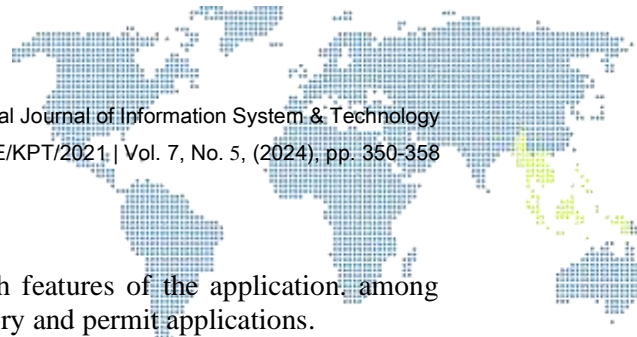 al Journal of Information System & Technology
E/KPT/2021 | Vol. 7, No. 5, (2024), pp. 350-358
h features of the application. among
ry and permit applications.